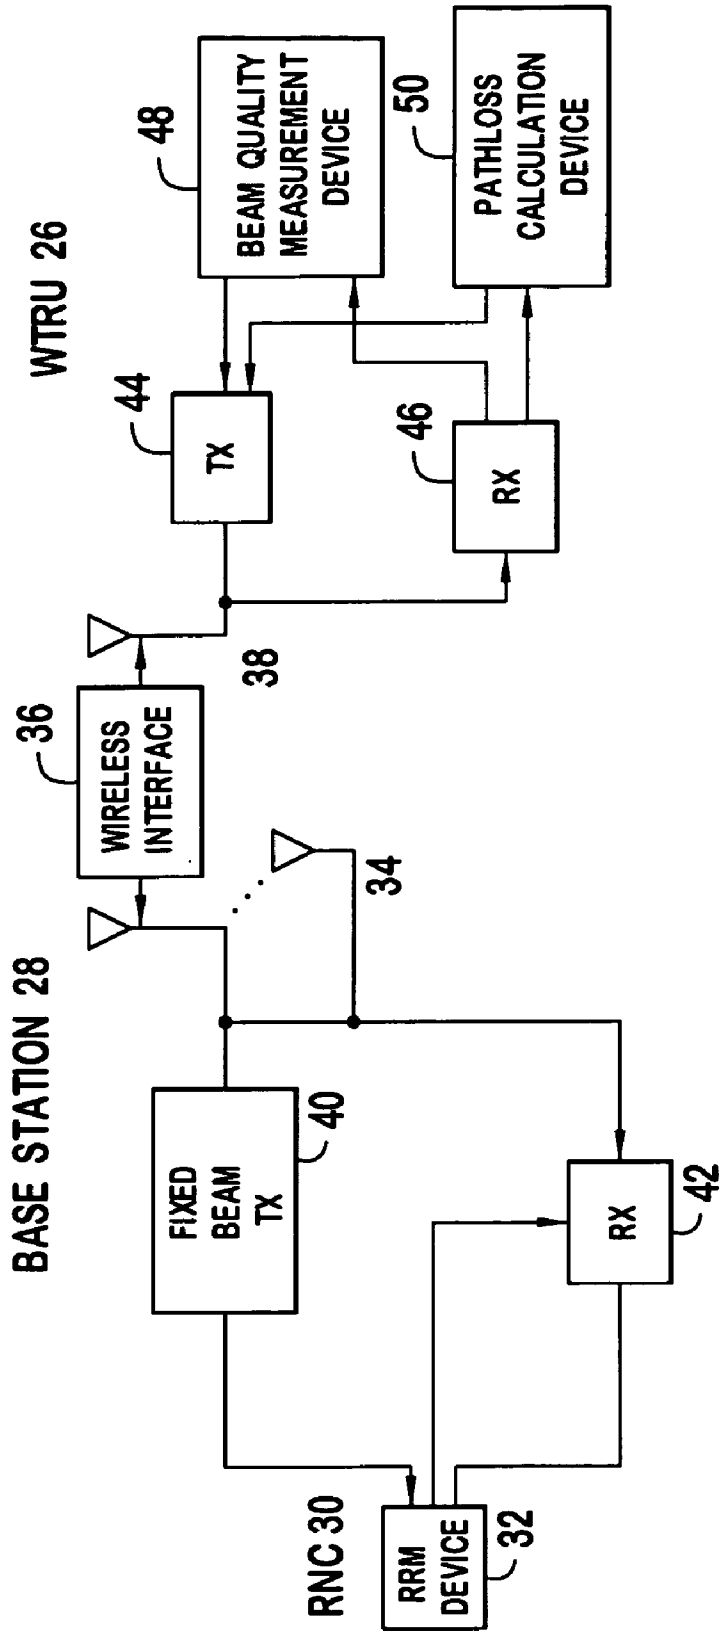 BASE STATION 28
WTRU 26
RNC 30
RRM
DEVICE
32
FIXED
BEAM
TX
40
RX
42
34
WIRELESS
INTERFACE
36
38
TX
44
RX
46
BEAM QUALITY
MEASUREMENT
DEVICE
48
PATHLOSS
CALCULATION
DEVICE
50